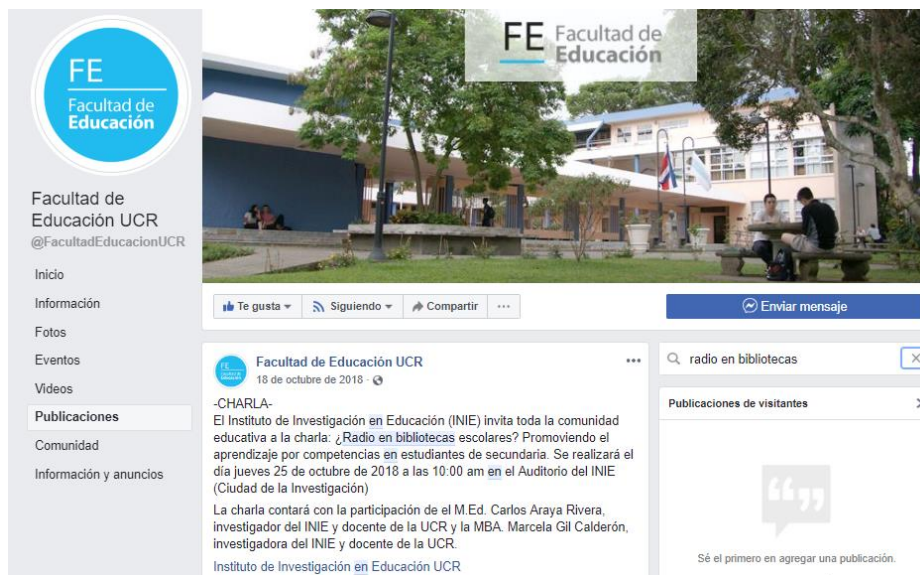 FE
Facultad de
Educación
FE Facultad de
Educación
Facultad de
Educación UCR
@FacultadEducacionUCR
Inicio
Información
Fotos
Eventos
Videos
Publicaciones
Comunidad
Información y anuncios
Te gusta
Siguiendo
Compartir
Enviar mensaje
Facultad de Educación UCR
18 de octubre de 2018
-CHARLA-
El Instituto de Investigación en Educación (INIE) invita toda la comunidad
educativa a la charla: ¿Radio en bibliotecas escolares? Promoviendo el
aprendizaje por competencias en estudiantes de secundaria. Se realizará el
día jueves 25 de octubre de 2018 a las 10:00 am en el Auditorio del INIE
(Ciudad de la Investigación)
La charla contará con la participación de el M.Ed. Carlos Araya Rivera,
investigador del INIE y docente de la UCR y la MBA. Marcela Gil Calderón,
investigadora del INIE y docente de la UCR.
Instituto de Investigación en Educación UCR
radio en bibliotecas
Publicaciones de visitantes
Sé el primero en agregar una publicación.